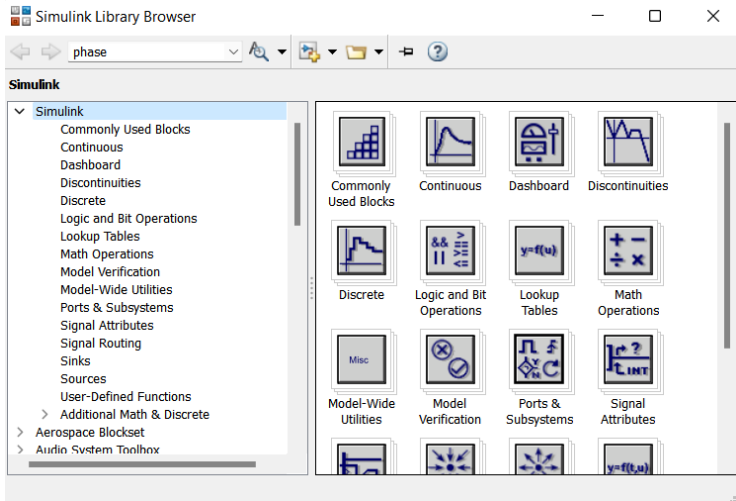 Simulink Library Browser
phase
Simulink
Simulink
Commonly Used Blocks
Continuous
Dashboard
Discontinuities
Discrete
Logic and Bit Operations
Lookup Tables
Math Operations
Model Verification
Model-Wide Utilities
Ports & Subsystems
Signal Attributes
Signal Routing
Sinks
Sources
User-Defined Functions
Additional Math & Discrete
Aerospace Blockset
Audio System Toolbox
Commonly
Used Blocks
Continuous
Dashboard
Discontinuities
&& >
|| >=
<=
y=f(u)
+ −
÷ ×
Discrete
Logic and Bit
Operations
Lookup
Tables
Math
Operations
Misc
Y
N
?
INT
Model-Wide
Utilities
Model
Verification
Ports &
Subsystems
Signal
Attributes
y=f(t,u)